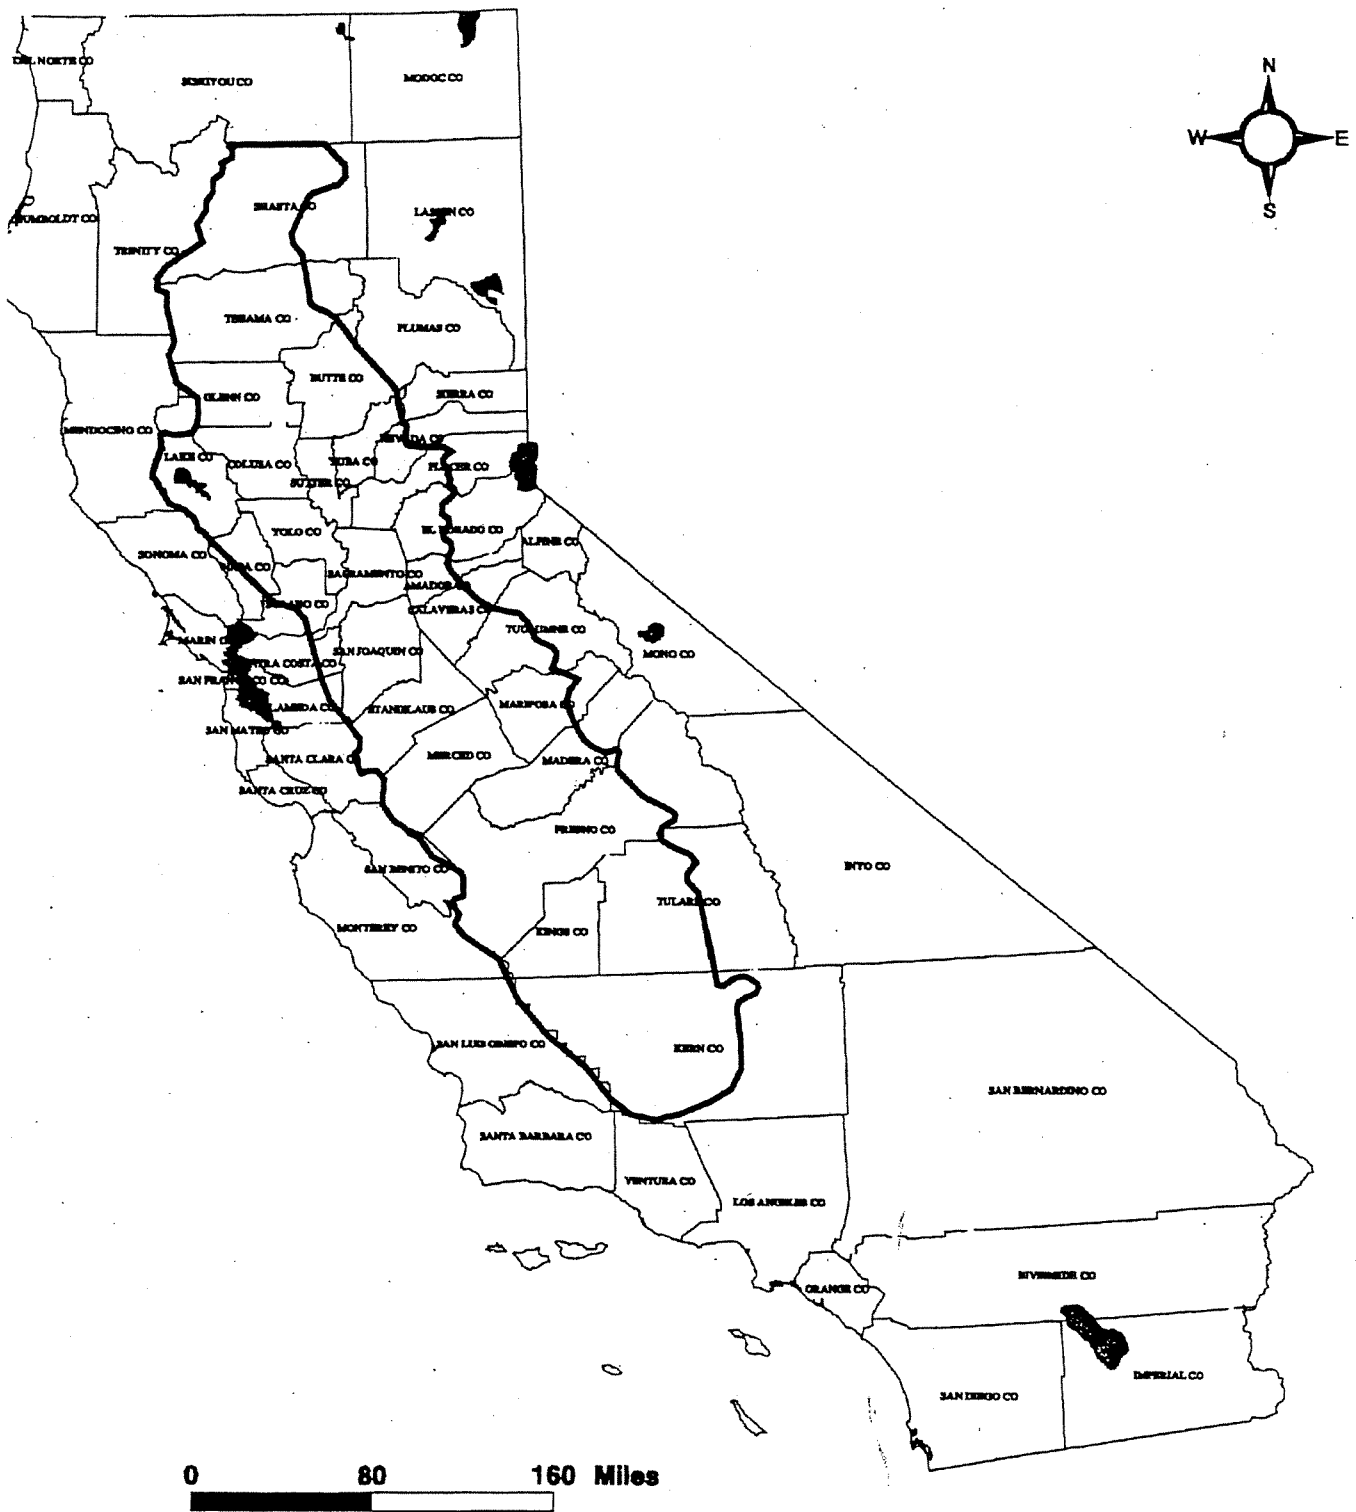 N
DEL NORTE CO
SISKIYOU CO
MODOC CO
W
E
S
HUMBOLDT CO
SHASTA CO
LASSEN CO
TRINITY CO
TEHAMA CO
PLUMAS CO
BUTTE CO
GLENN CO
SIERRA CO
MENDOCINO CO
NEVADA CO
LAKE CO
COLUSA CO
YUBA CO
PLACER CO
SUTTER CO
YOLO CO
EL DORADO CO
ALPINE CO
SONOMA CO
NAPA CO
SACRAMENTO CO
AMADOR CO
SOLANO CO
CALAVERAS CO
TUOLUMNE CO
MARIN CO
SAN JOAQUIN CO
MONO CO
CONTRA COSTA CO
SAN FRANCISCO CO
ALAMEDA CO
STANISLAUS CO
MARIPOSA CO
SAN MATEO CO
SANTA CLARA CO
MERCED CO
MADERA CO
SANTA CRUZ CO
FRESNO CO
SAN BENITO CO
INYO CO
TULARE CO
MONTEREY CO
KINGS CO
SAN LUIS OBISPO CO
KERN CO
SAN BERNARDINO CO
SANTA BARBARA CO
VENTURA CO
LOS ANGELES CO
RIVERSIDE CO
ORANGE CO
IMPERIAL CO
SAN DIEGO CO
0 80 160 Miles